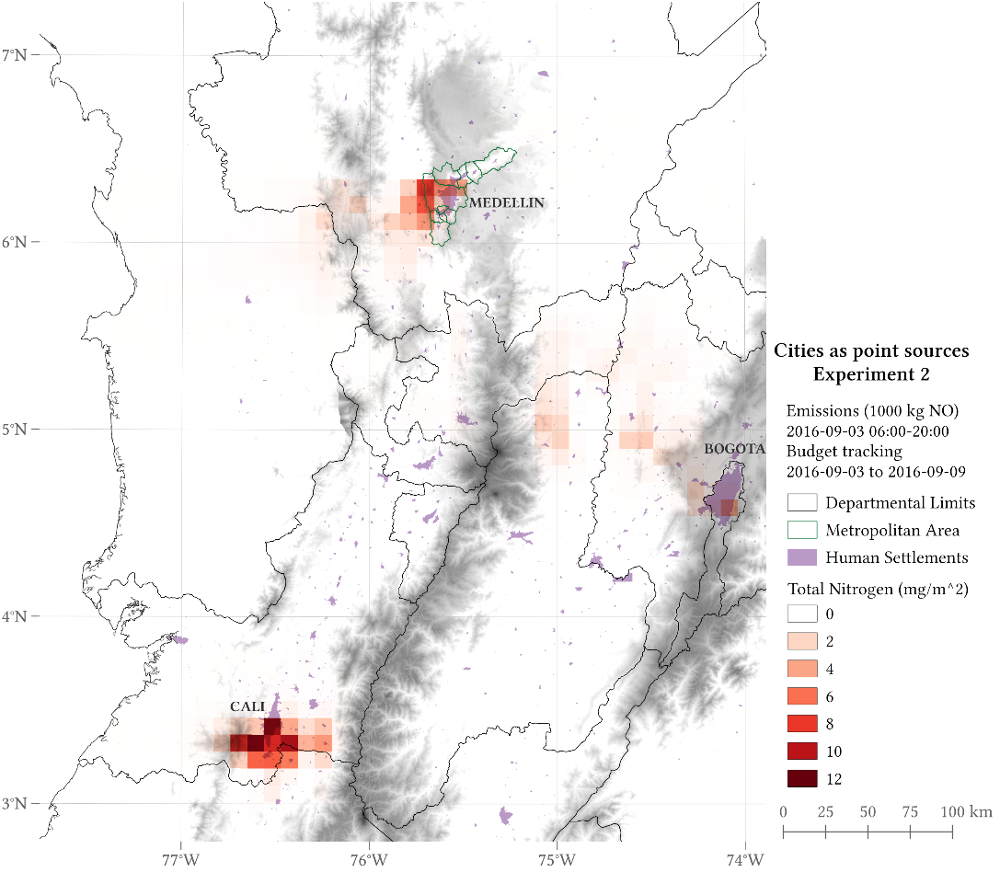 7°N
6°N
5°N
4°N
3°N
77°W
76°W
75°W
74°W
MEDELLIN
BOGOTA
CALI
Cities as point sources
Experiment 2
Emissions (1000 kg NO)
2016-09-03 06:00-20:00
Budget tracking
2016-09-03 to 2016-09-09
Departmental Limits
Metropolitan Area
Human Settlements
Total Nitrogen (mg/m^2)
0
2
4
6
8
10
12
0 25 50 75 100 km